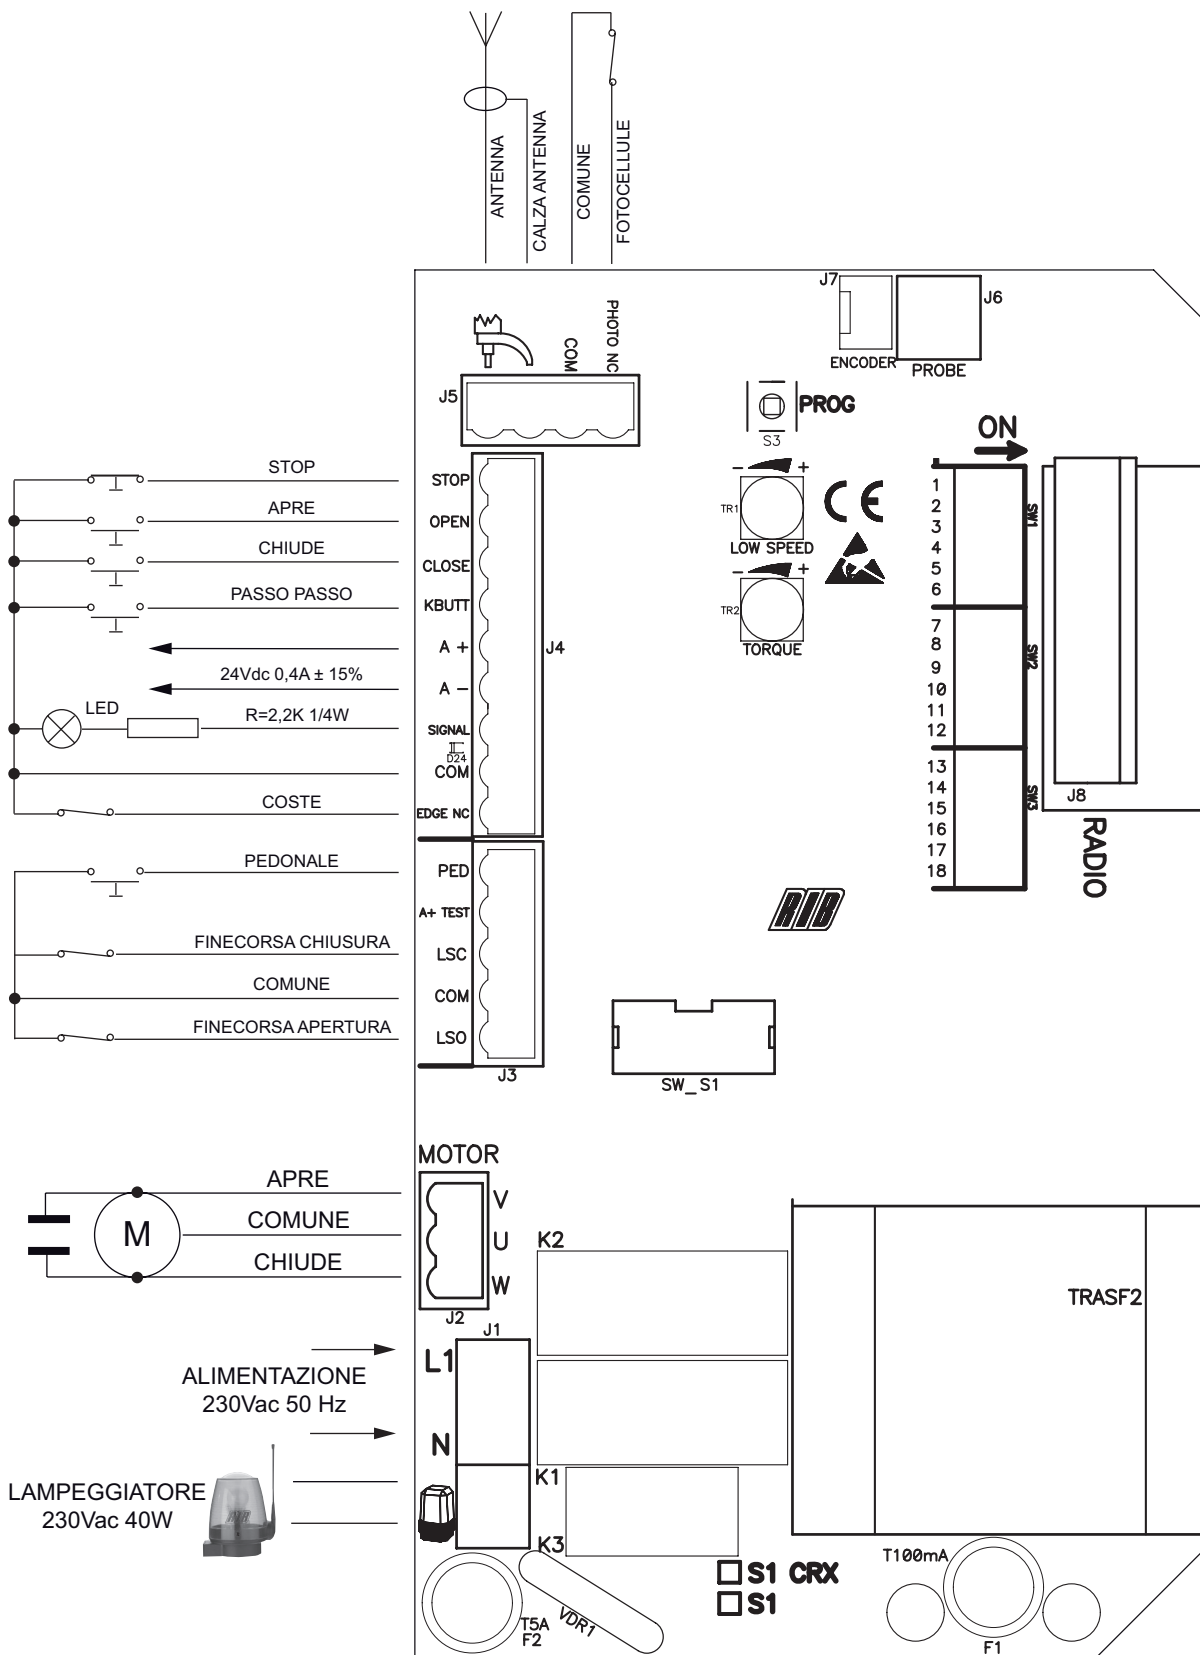 ANTENNA
CALZA ANTENNA
COMUNE
FOTOCELLULE
J7
J6
ENCODER
PROBE
COM
PHOTO NC
J5
PROG
S3
ON
- +
TR1
LOW SPEED
CE
- +
TR2
TORQUE
STOP
STOP
APRE
OPEN
CHIUDE
CLOSE
PASSO PASSO
KBUTT
A +
J4
24Vdc 0,4A ± 15%
A -
LED
R=2,2K 1/4W
SIGNAL
D24
COM
COSTE
EDGE NC
1
2
3
4
5
6
SW1
7
8
9
10
11
12
SW2
13
14
15
16
17
18
SW3
J8
RADIO
PEDONALE
PED
A+ TEST
FINECORSA CHIUSURA
LSC
COMUNE
COM
FINECORSA APERTURA
LSO
J3
RIB
SW_S1
MOTOR
APRE
V
M
COMUNE
U
CHIUDE
W
J2
K2
TRASF2
J1
L1
ALIMENTAZIONE
230Vac 50 Hz
N
K1
LAMPEGGIATORE
230Vac 40W
K3
S1 CRX
S1
T5A
F2
VDR1
T100mA
F1